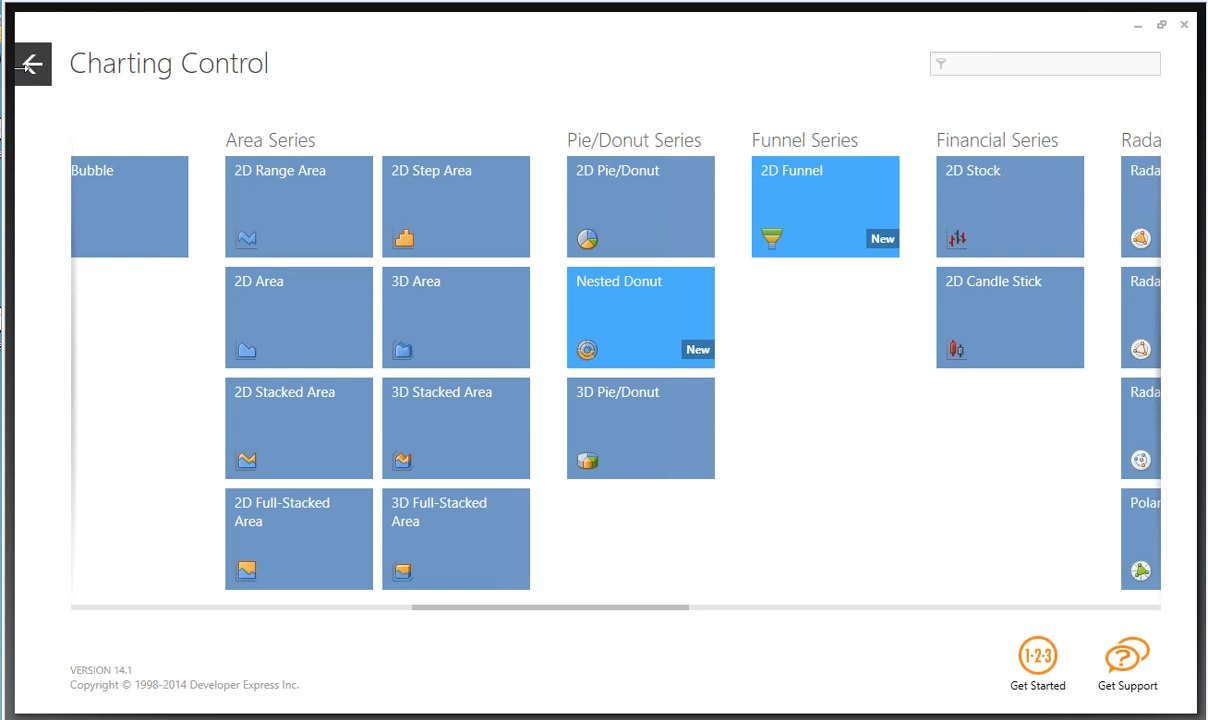 Charting Control
Area Series
Pie/Donut Series
Funnel Series
Financial Series
Rada
Bubble
2D Range Area
2D Step Area
2D Pie/Donut
2D Funnel
New
2D Stock
Rada
2D Area
3D Area
Nested Donut
New
2D Candle Stick
Rada
2D Stacked Area
3D Stacked Area
3D Pie/Donut
Rada
2D Full-Stacked
Area
3D Full-Stacked
Area
Polar
1·2·3
Get Started
Get Support
VERSION 14.1
Copyright © 1998-2014 Developer Express Inc.